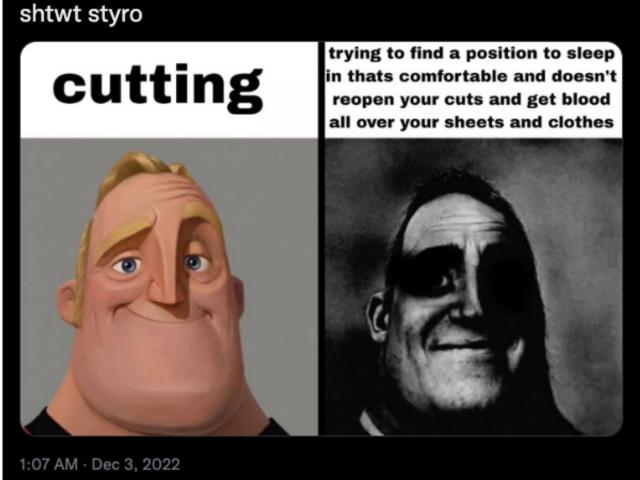 shtwt styro
cutting
trying to find a position to sleep
in thats comfortable and doesn't
reopen your cuts and get blood
all over your sheets and clothes
1:07 AM · Dec 3, 2022